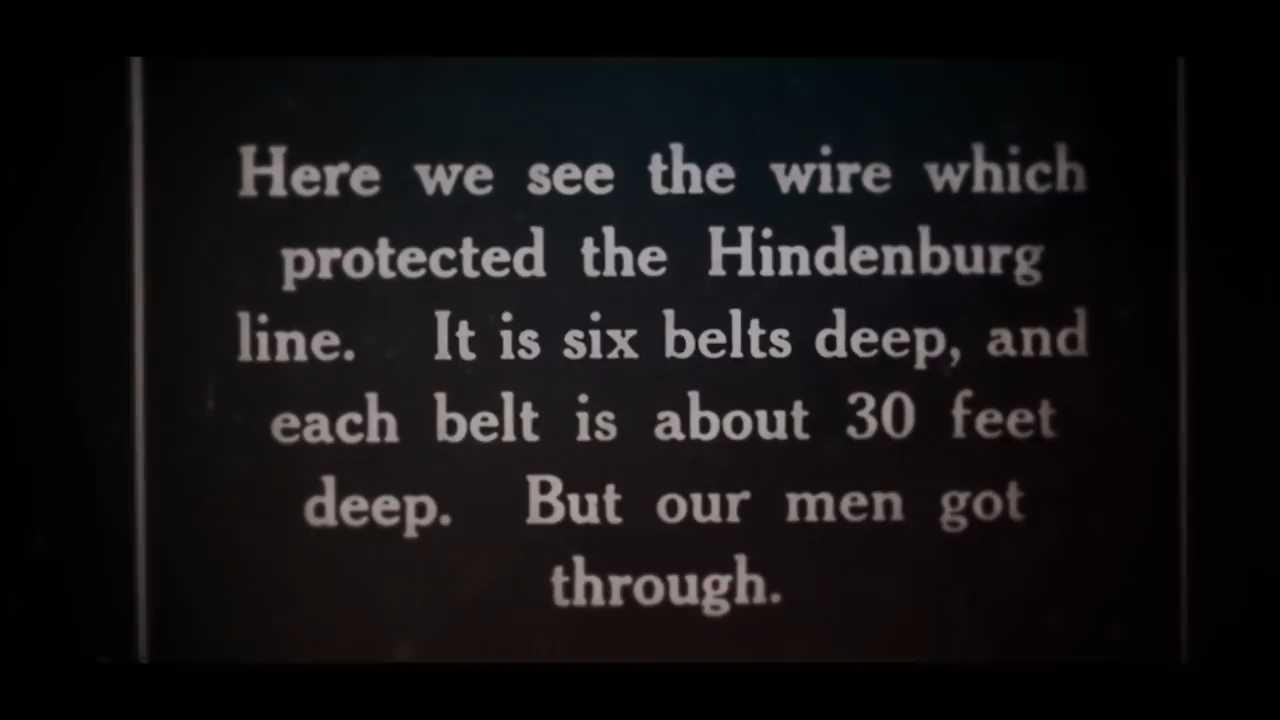 Here we see the wire which
protected the Hindenburg
line. It is six belts deep, and
each belt is about 30 feet
deep. But our men got
through.